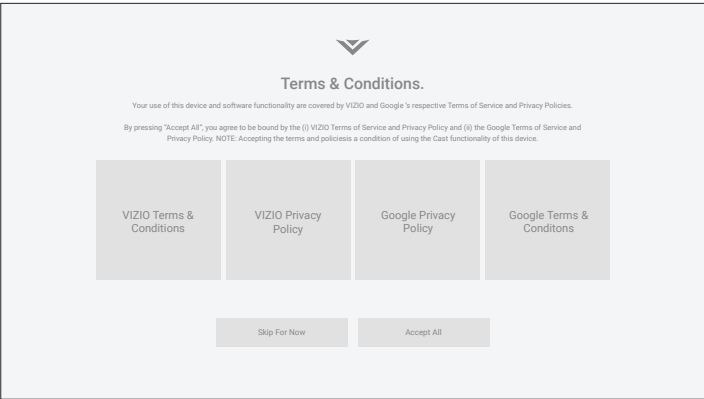 Terms & Conditions.
Your use of this device and software functionality are covered by VIZIO and Google 's respective Terms of Service and Privacy Policies.
By pressing "Accept All", you agree to be bound by the (i) VIZIO Terms of Service and Privacy Policy and (ii) the Google Terms of Service and
Privacy Policy. NOTE: Accepting the terms and policiesis a condition of using the Cast functionality of this device.
VIZIO Terms &
Conditions
VIZIO Privacy
Policy
Google Privacy
Policy
Google Terms &
Conditons
Skip For Now
Accept All